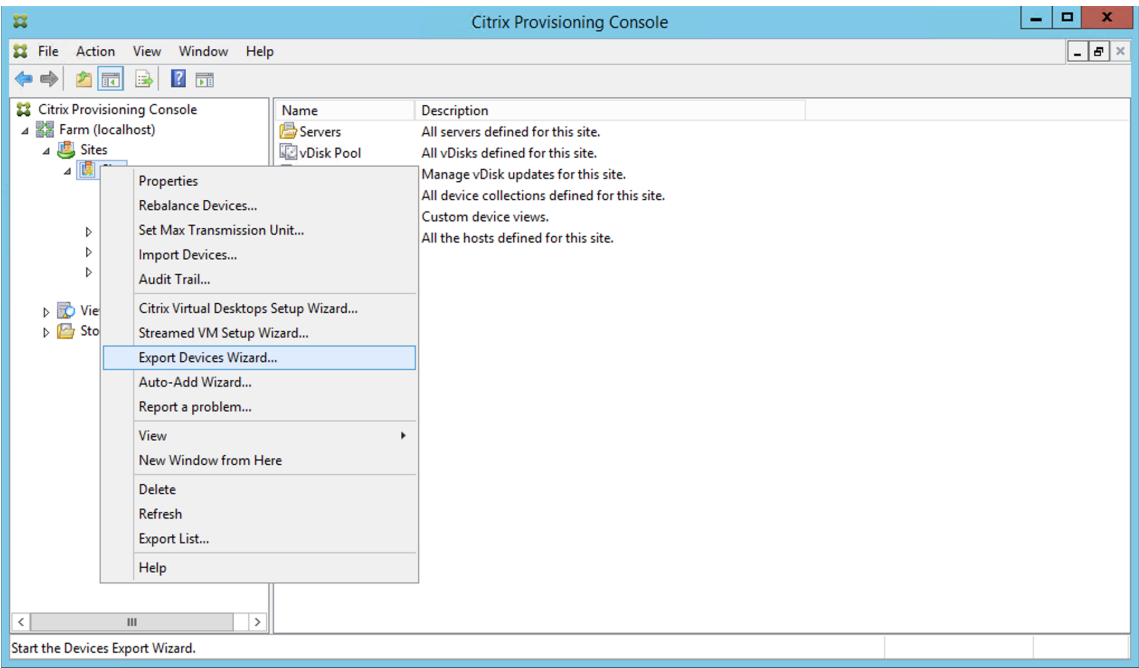 Citrix Provisioning Console
File Action View Window Help
Citrix Provisioning Console
Farm (localhost)
Sites
Name Description
Servers All servers defined for this site.
vDisk Pool All vDisks defined for this site.
Manage vDisk updates for this site.
All device collections defined for this site.
Custom device views.
All the hosts defined for this site.
Vie
Sto
Properties
Rebalance Devices...
Set Max Transmission Unit...
Import Devices...
Audit Trail...
Citrix Virtual Desktops Setup Wizard...
Streamed VM Setup Wizard...
Export Devices Wizard...
Auto-Add Wizard...
Report a problem...
View
New Window from Here
Delete
Refresh
Export List...
Help
Start the Devices Export Wizard.